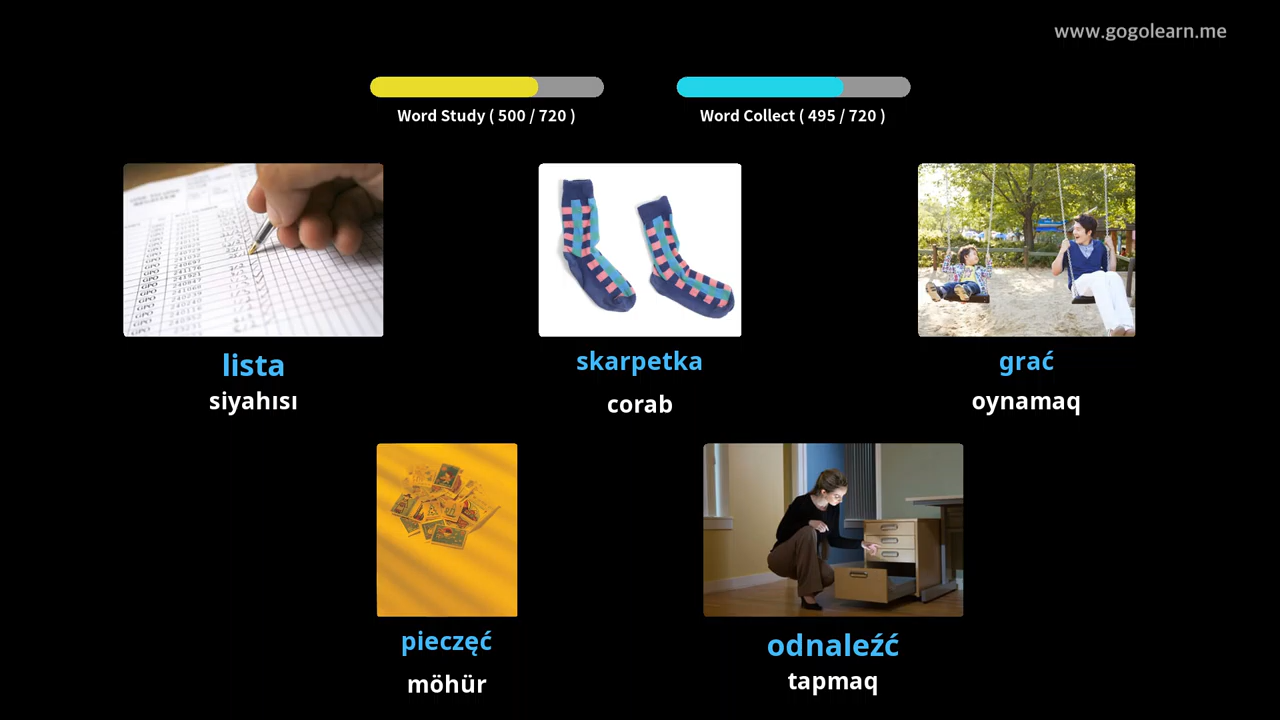 www.gogolearn.me
Word Study ( 500 / 720 )
Word Collect ( 495 / 720 )
lista
siyahısı
skarpetka
corab
grać
oynamaq
pieczęć
möhür
odnaleźć
tapmaq